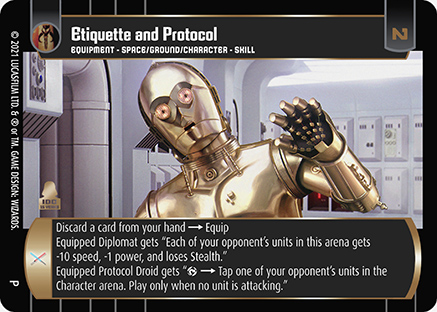 Etiquette and Protocol
EQUIPMENT - SPACE/GROUND/CHARACTER - SKILL
N
© 2021 LUCASFILM LTD. & ® or TM. GAME DESIGN: WIZARDS.
IDC
Discard a card from your hand → Equip
Equipped Diplomat gets “Each of your opponent's units in this arena gets
-10 speed, -1 power, and loses Stealth.”
Equipped Protocol Droid gets “ → Tap one of your opponent's units in the
Character arena. Play only when no unit is attacking.”
P